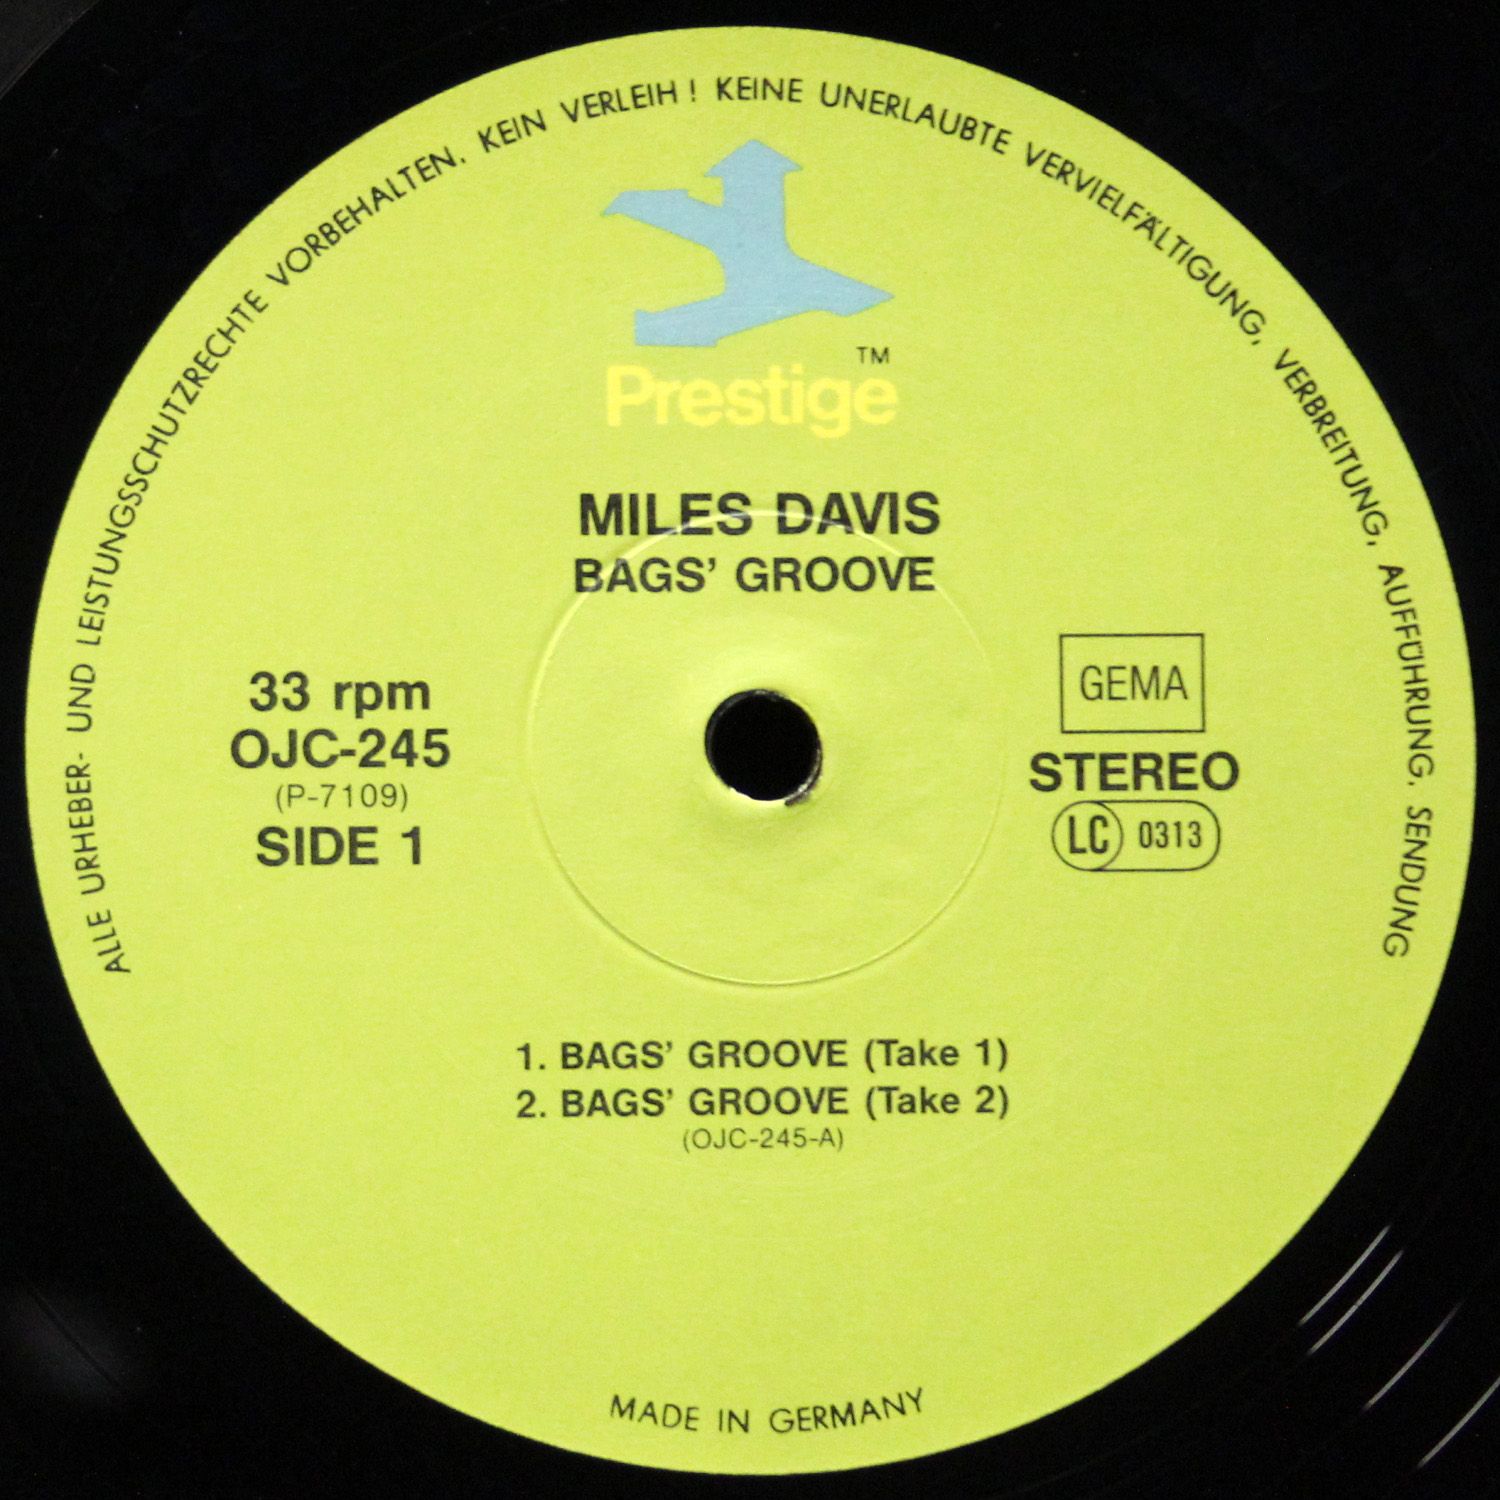 ALLE URHEBER- UND LEISTUNGSSCHUTZRECHTE VORBEHALTEN. KEIN VERLEIH! KEINE UNERLAUBTE VERVIELFÄLTIGUNG, VERBREITUNG, AUFFÜHRUNG, SENDUNG
Prestige™
MILES DAVIS
BAGS' GROOVE
33 rpm
OJC-245
(P-7109)
SIDE 1
GEMA
STEREO
LC 0313
1. BAGS' GROOVE (Take 1)
2. BAGS' GROOVE (Take 2)
(OJC-245-A)
MADE IN GERMANY